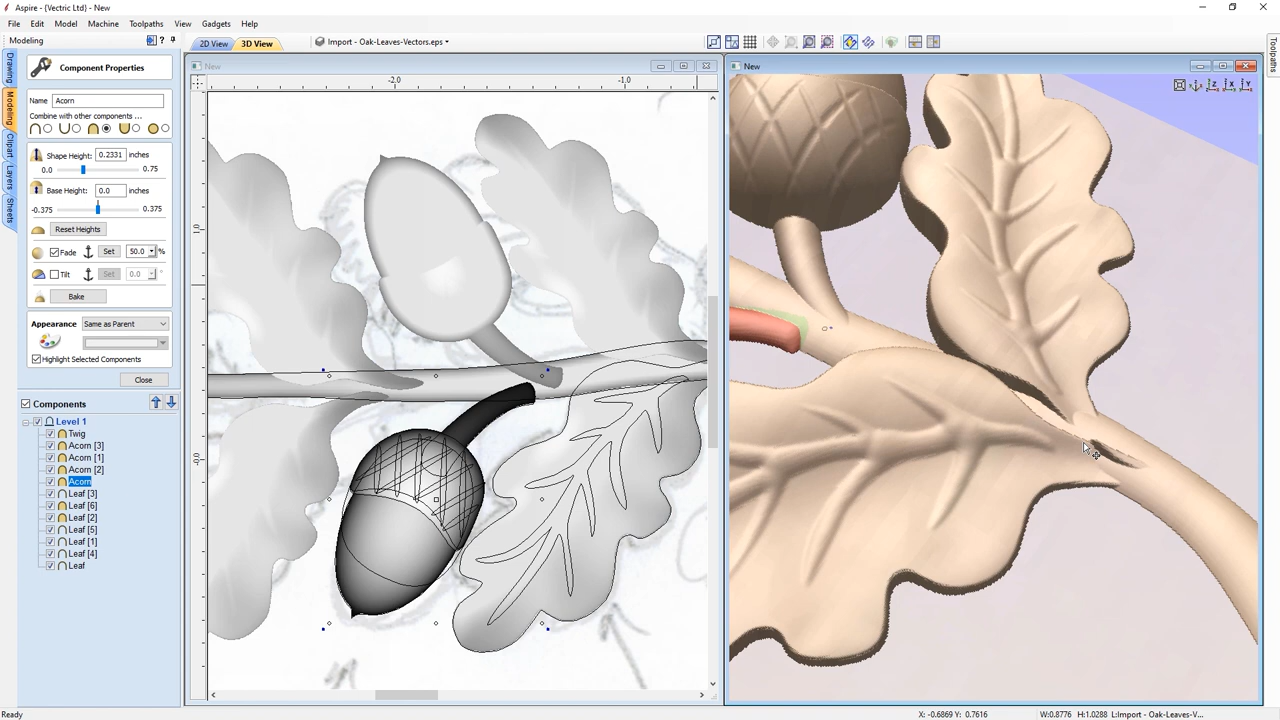 Aspire - {Vectric Ltd} - New
File Edit Model Machine Toolpaths View Gadgets Help
Modeling
2D View 3D View Import - Oak-Leaves-Vectors.eps
Drawing
Modeling
Clipart
Layers
Sheets
Component Properties
Name Acorn
Combine with other components ...
Shape Height: 0.2331 inches
0.0 0.75
Base Height: 0.0 inches
-0.375 0.375
Reset Heights
Fade Set 50.0 %
Tilt Set 0.0 °
Bake
Appearance Same as Parent
Highlight Selected Components
Close
Components
Level 1
Twig
Acorn [3]
Acorn [1]
Acorn [2]
Acorn
Leaf [3]
Leaf [6]
Leaf [2]
Leaf [5]
Leaf [1]
Leaf [4]
Leaf
New
-2.0 -1.0
1.0
-0.0
New
Toolpaths
Ready
X: -0.6869 Y: 0.7616
W:0.8776 H:1.0288 L:Import - Oak-Leaves-V...